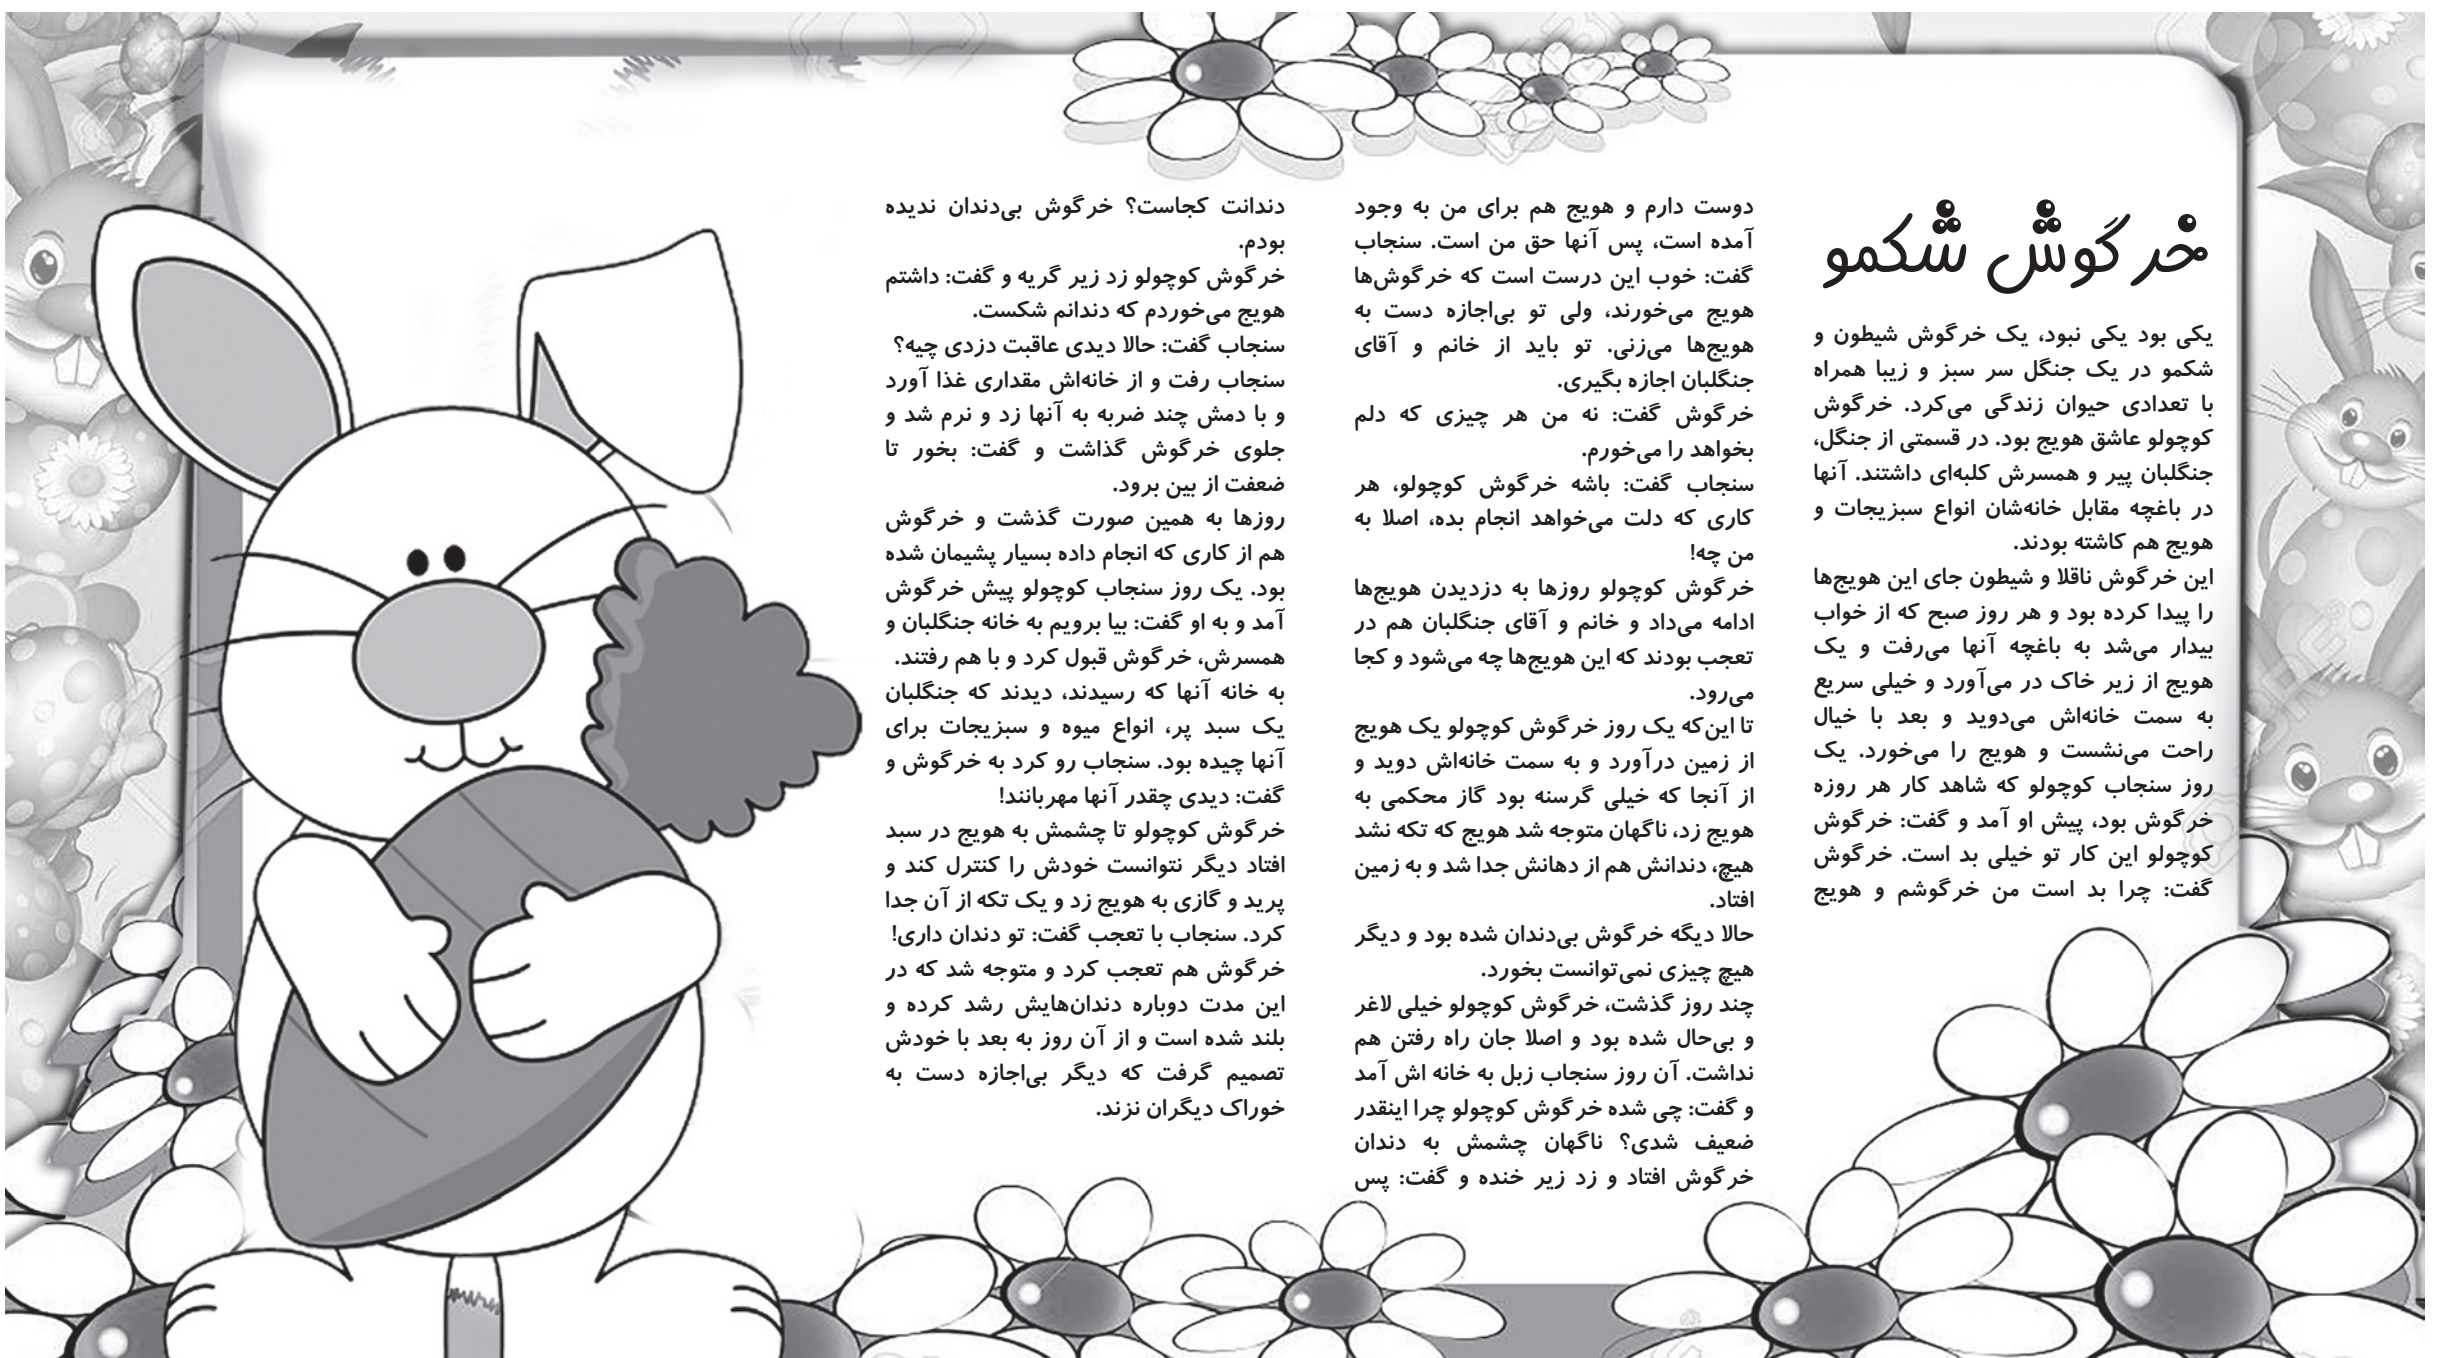 خرگوش شکمو
یکی بود یکی نبود، یک خرگوش شیطون و
شکمو در یک جنگل سر سبز و زیبا همراه
با تعدادی حیوان زندگی می‌کرد. خرگوش
کوچولو عاشق هویج بود. در قسمتی از جنگل،
جنگلبان پیر و همسرش کلبه‌ای داشتند. آنها
در باغچه مقابل خانه‌شان انواع سبزیجات و
هویج هم کاشته بودند.
این خرگوش ناقلا و شیطون جای این هویج‌ها
را پیدا کرده بود و هر روز صبح که از خواب
بیدار می‌شد به باغچه آنها می‌رفت و یک
هویج از زیر خاک در می‌آورد و خیلی سریع
به سمت خانه‌اش می‌دوید و بعد با خیال
راحت می‌نشست و هویج را می‌خورد. یک
روز سنجاب کوچولو که شاهد کار هر روزه
خرگوش بود، پیش او آمد و گفت: خرگوش
کوچولو این کار تو خیلی بد است. خرگوش
گفت: چرا بد است من خرگوشم و هویج
دوست دارم و هویج هم برای من به وجود
آمده است، پس آنها حق من است. سنجاب
گفت: خوب این درست است که خرگوش‌ها
هویج می‌خورند، ولی تو بی‌اجازه دست به
هویج‌ها می‌زنی. تو باید از خانم و آقای
جنگلبان اجازه بگیری.
خرگوش گفت: نه من هر چیزی که دلم
بخواهد را می‌خورم.
سنجاب گفت: باشه خرگوش کوچولو، هر
کاری که دلت می‌خواهد انجام بده، اصلا به
من چه!
خرگوش کوچولو روزها به دزدیدن هویج‌ها
ادامه می‌داد و خانم و آقای جنگلبان هم در
تعجب بودند که این هویج‌ها چه می‌شود و کجا
می‌رود.
تا این‌که یک روز خرگوش کوچولو یک هویج
از زمین درآورد و به سمت خانه‌اش دوید و
از آنجا که خیلی گرسنه بود گاز محکمی به
هویج زد، ناگهان متوجه شد هویج که تکه نشد
هیچ، دندانش هم از دهانش جدا شد و به زمین
افتاد.
حالا دیگه خرگوش بی‌دندان شده بود و دیگر
هیچ چیزی نمی‌توانست بخورد.
چند روز گذشت، خرگوش کوچولو خیلی لاغر
و بی‌حال شده بود و اصلا جان راه رفتن هم
نداشت. آن روز سنجاب زبل به خانه اش آمد
و گفت: چی شده خرگوش کوچولو چرا اینقدر
ضعیف شدی؟ ناگهان چشمش به دندان
خرگوش افتاد و زد زیر خنده و گفت: پس
دندانت کجاست؟ خرگوش بی‌دندان ندیده
بودم.
خرگوش کوچولو زد زیر گریه و گفت: داشتم
هویج می‌خوردم که دندانم شکست.
سنجاب گفت: حالا دیدی عاقبت دزدی چیه؟
سنجاب رفت و از خانه‌اش مقداری غذا آورد
و با دمش چند ضربه به آنها زد و نرم شد و
جلوی خرگوش گذاشت و گفت: بخور تا
ضعفت از بین برود.
روزها به همین صورت گذشت و خرگوش
هم از کاری که انجام داده بسیار پشیمان شده
بود. یک روز سنجاب کوچولو پیش خرگوش
آمد و به او گفت: بیا برویم به خانه جنگلبان و
همسرش، خرگوش قبول کرد و با هم رفتند.
به خانه آنها که رسیدند، دیدند که جنگلبان
یک سبد پر، انواع میوه و سبزیجات برای
آنها چیده بود. سنجاب رو کرد به خرگوش و
گفت: دیدی چقدر آنها مهربانند!
خرگوش کوچولو تا چشمش به هویج در سبد
افتاد دیگر نتوانست خودش را کنترل کند و
پرید و گازی به هویج زد و یک تکه از آن جدا
کرد. سنجاب با تعجب گفت: تو دندان داری!
خرگوش هم تعجب کرد و متوجه شد که در
این مدت دوباره دندان‌هایش رشد کرده و
بلند شده است و از آن روز به بعد با خودش
تصمیم گرفت که دیگر بی‌اجازه دست به
خوراک دیگران نزند.